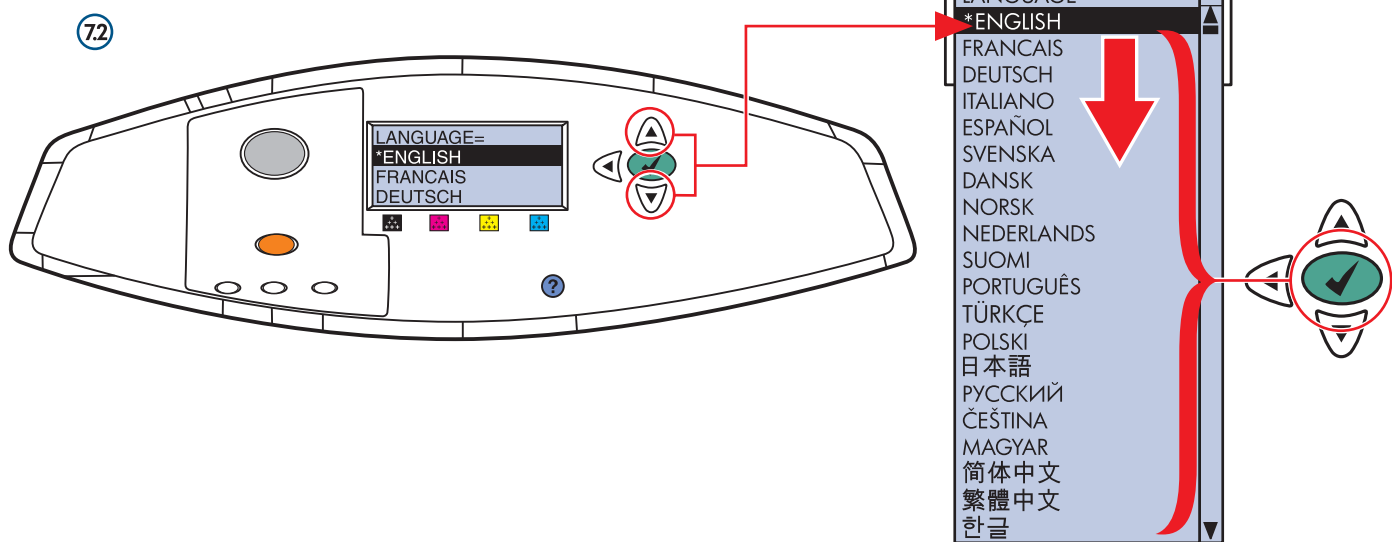 7.2
LANGUAGE=
*ENGLISH
FRANCAIS
DEUTSCH
?
LANGUAGE
*ENGLISH
FRANCAIS
DEUTSCH
ITALIANO
ESPAÑOL
SVENSKA
DANSK
NORSK
NEDERLANDS
SUOMI
PORTUGUÊS
TÜRKÇE
POLSKI
日本語
РУССКИЙ
ČEŠTINA
MAGYAR
简体中文
繁體中文
한글